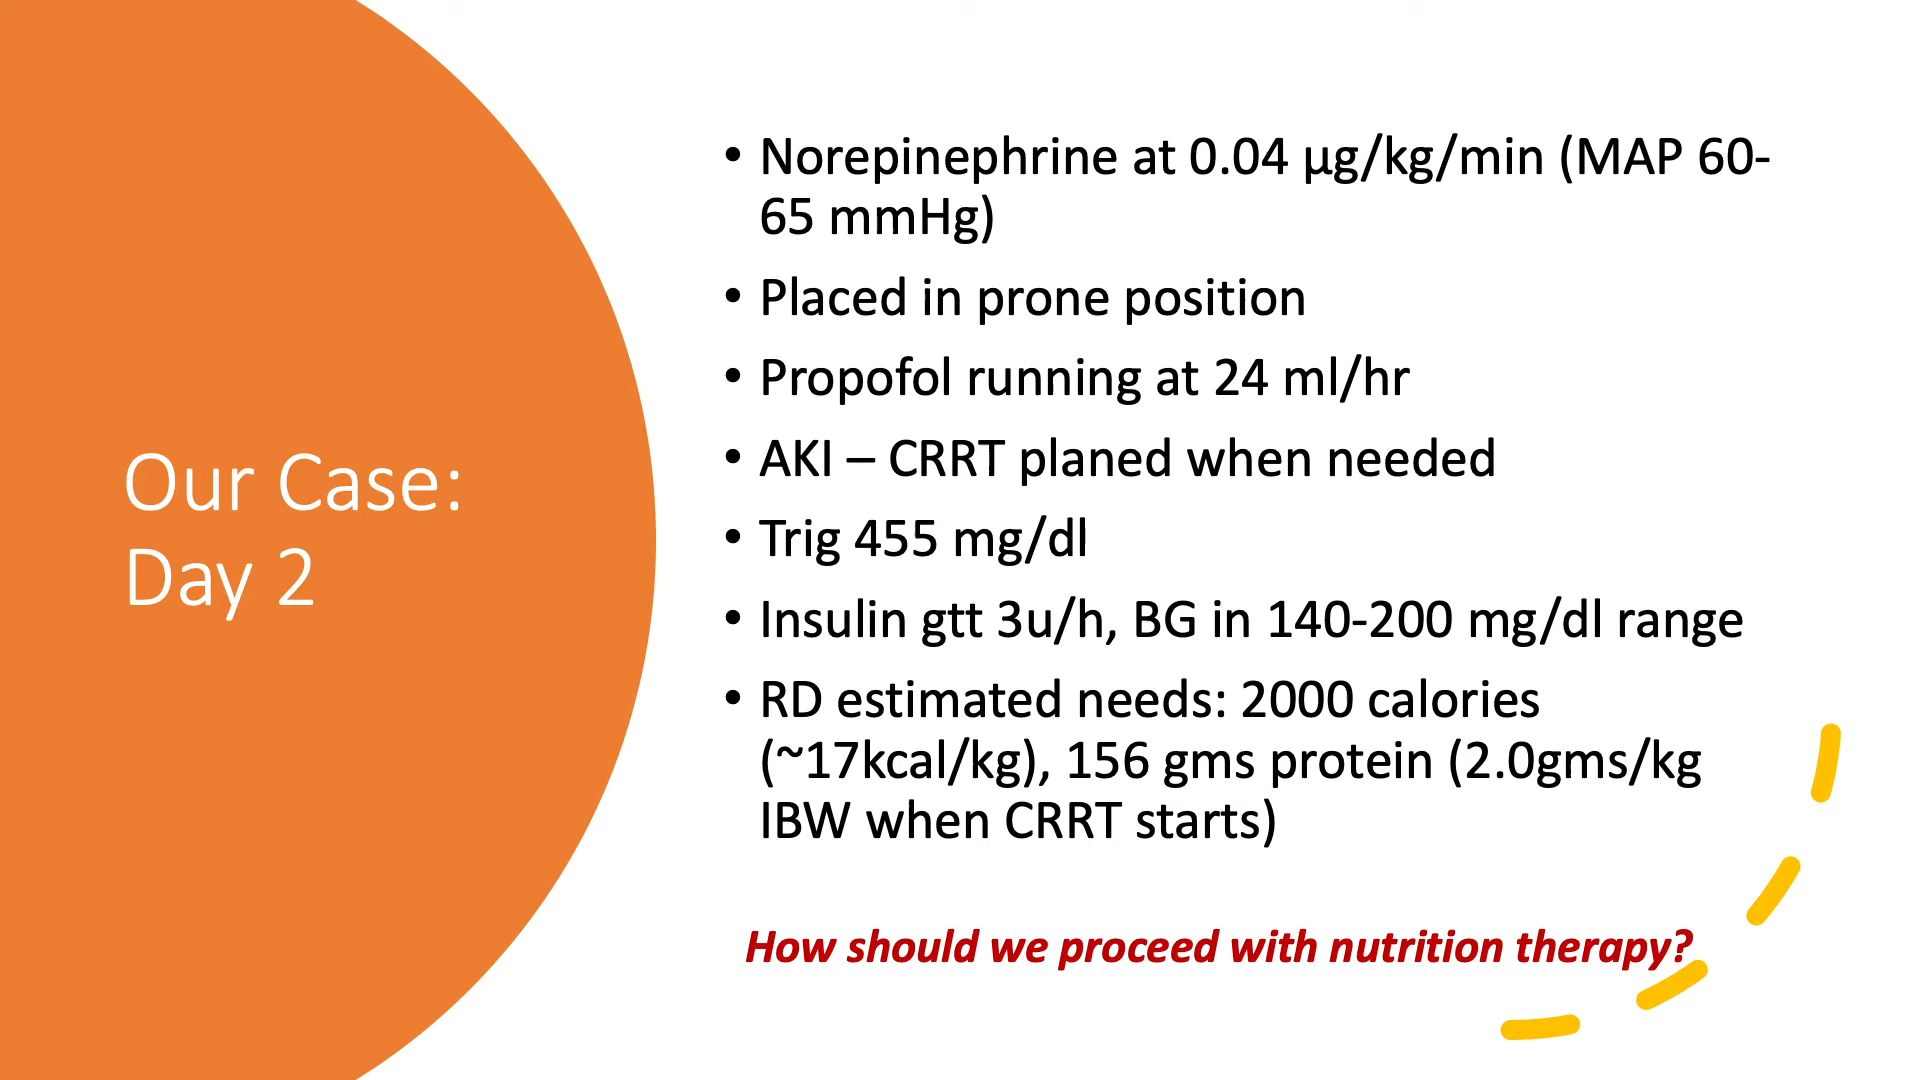 Our Case:
Day 2
• Norepinephrine at 0.04 µg/kg/min (MAP 60-
65 mmHg)
• Placed in prone position
• Propofol running at 24 ml/hr
• AKI – CRRT planed when needed
• Trig 455 mg/dl
• Insulin gtt 3u/h, BG in 140-200 mg/dl range
• RD estimated needs: 2000 calories
(~17kcal/kg), 156 gms protein (2.0gms/kg
IBW when CRRT starts)
How should we proceed with nutrition therapy?